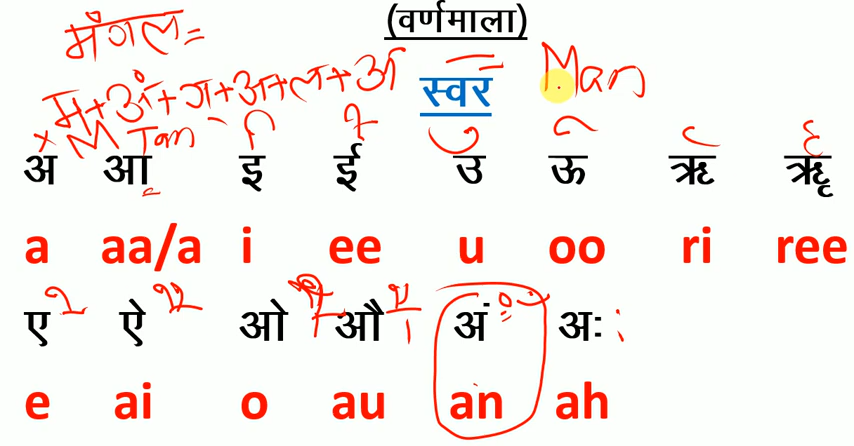 (वर्णमाला)
मंगल=
म+अं+ग+अ+ल+अ
स्वर
Man
M
अ आ इ ई उ ऊ ऋ ॠ
a aa/a i ee u oo ri ree
ए ऐ ओ औ अं अः
e ai o au an ah